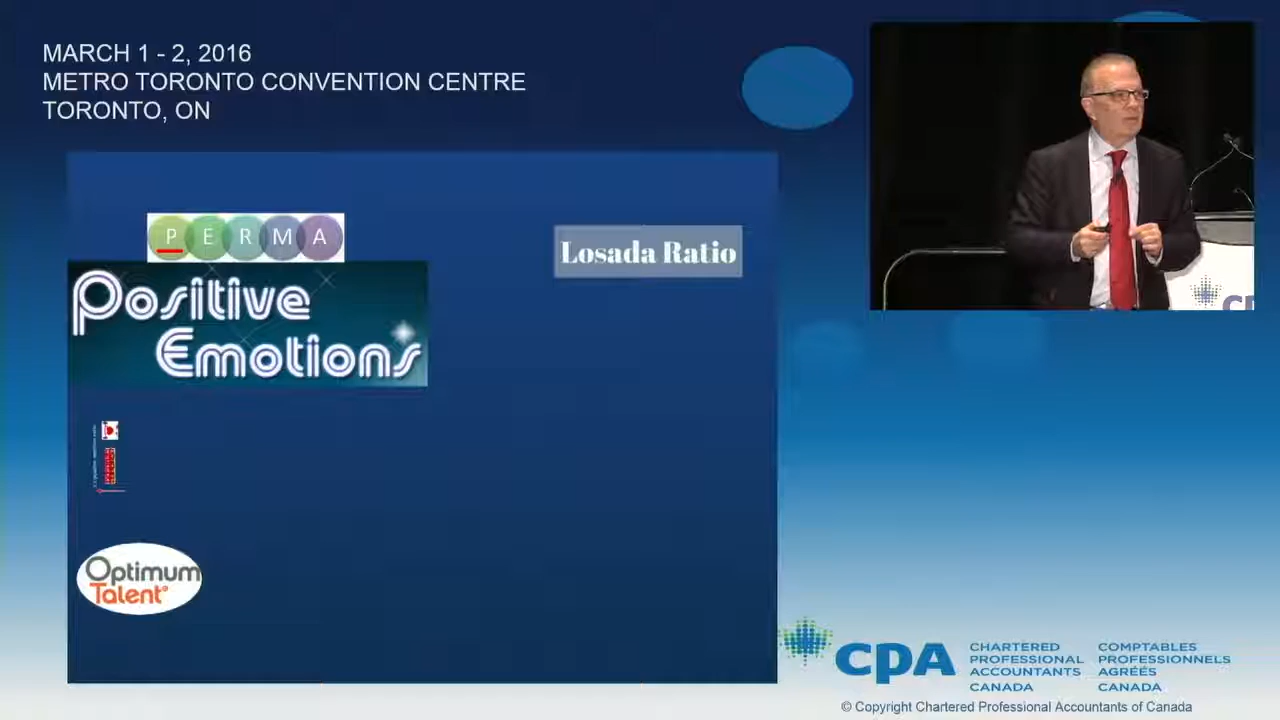 MARCH 1 - 2, 2016
METRO TORONTO CONVENTION CENTRE
TORONTO, ON
P E R M A
Losada Ratio
Positive
Emotions
Optimum
Talent
CPA
CHARTERED
PROFESSIONAL
ACCOUNTANTS
CANADA
COMPTABLES
PROFESSIONNELS
AGRÉÉS
CANADA
© Copyright Chartered Professional Accountants of Canada